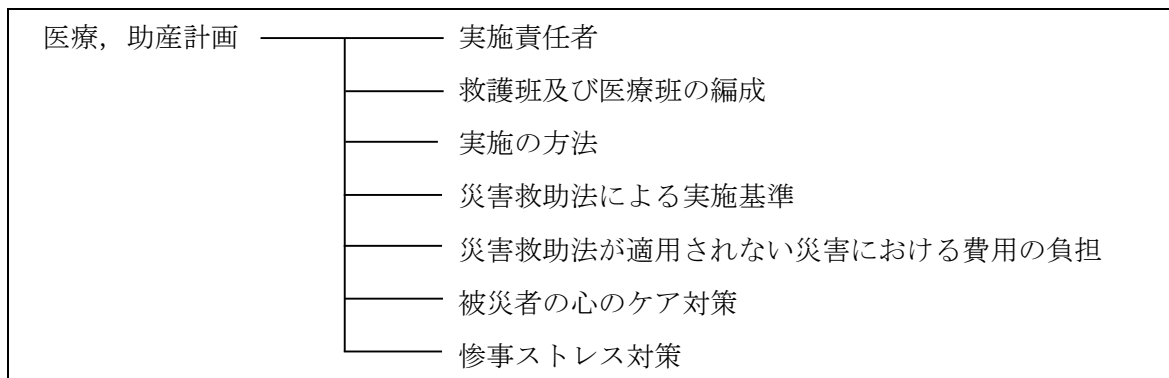 医療，助産計画
実施責任者
救護班及び医療班の編成
実施の方法
災害救助法による実施基準
災害救助法が適用されない災害における費用の負担
被災者の心のケア対策
惨事ストレス対策